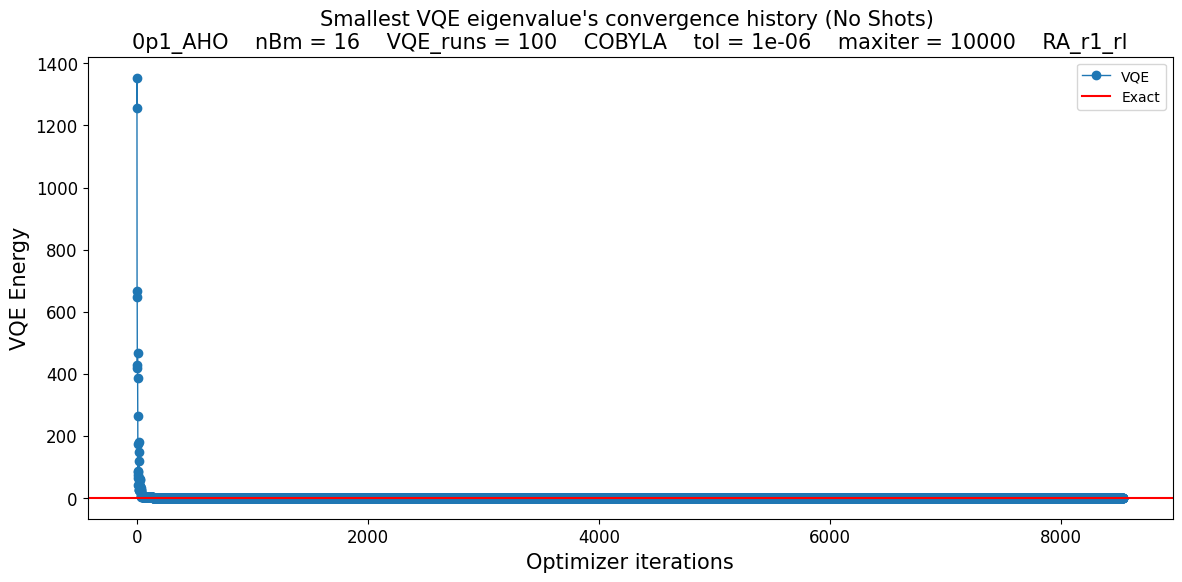 Smallest VQE eigenvalue's convergence history (No Shots)
0p1_AHO nBm = 16 VQE_runs = 100 COBYLA tol = 1e-06 maxiter = 10000 RA_r1_rl
VQE
Exact
VQE Energy
1400
1200
1000
800
600
400
200
0
0 2000 4000 6000 8000
Optimizer iterations